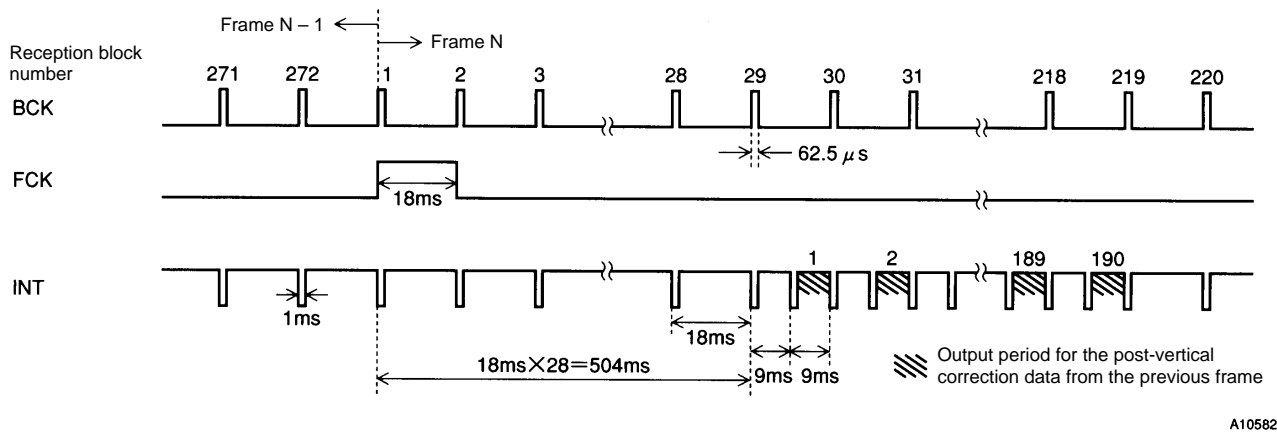 Frame N – 1
Frame N
Reception block
number
271 272 1 2 3 28 29 30 31 218 219 220
BCK
62.5 μs
FCK
18ms
1 2 189 190
INT
1ms
18ms
18ms×28=504ms
9ms 9ms
Output period for the post-vertical
correction data from the previous frame
A10582